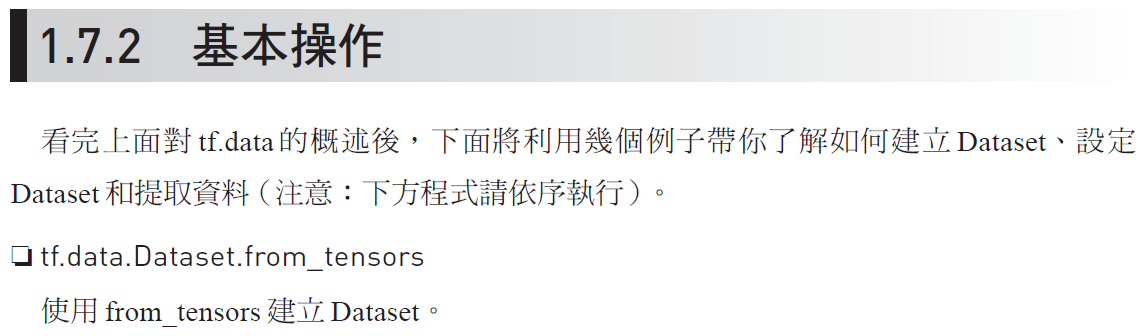 1.7.2 基本操作
看完上面對 tf.data 的概述後，下面將利用幾個例子帶你了解如何建立 Dataset、設定
Dataset 和提取資料（注意：下方程式請依序執行）。
❏ tf.data.Dataset.from_tensors
使用 from_tensors 建立 Dataset。